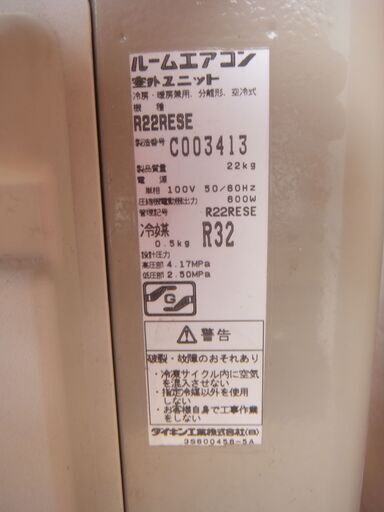 ルームエアコン
室外ユニット
冷房・暖房兼用、分離形、空冷式
機種
R22RESE
製造番号 C003413
製品質量 22kg
電源
単相 100V 50/60Hz
圧縮機電動機出力 600W
管理記号 R22RESE
冷媒 R32
0.5kg
設計圧力
高圧部 4.17MPa
低圧部 2.50MPa
G
警告
破裂・故障のおそれあり
・冷凍サイクル内に空気
を混入させない
・指定冷媒以外を使用
しない
・お客様自身で工事作業
をしない
ダイキン工業株式会社(B)
3S600458-5A